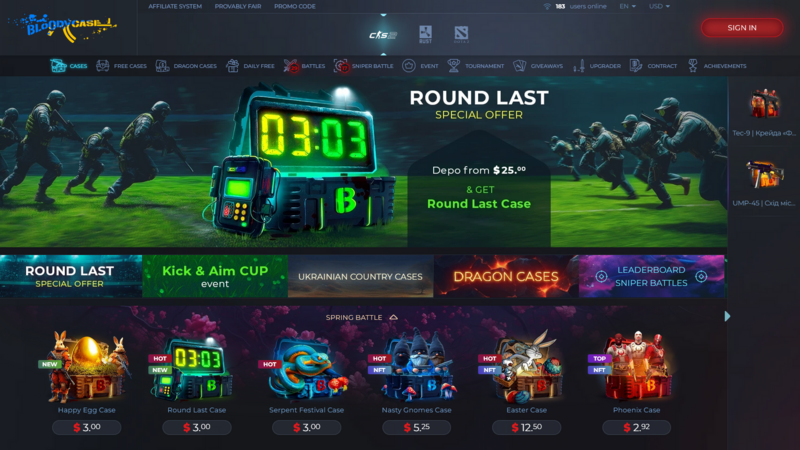 AFFILIATE SYSTEM
PROVABLY FAIR
PROMO CODE
183 users online
EN
USD
BLOODYCASE
RUST
SIGN IN
CASES
FREE CASES
DRAGON CASES
DAILY FREE
BATTLES
SNIPER BATTLE
EVENT
TOURNAMENT
GIVEAWAYS
UPGRADER
CONTRACT
ACHIEVEMENTS
03:03
B
ROUND LAST
SPECIAL OFFER
Depo from $25.00
& GET
Round Last Case
Tec-9 | Крейда «Ф...
UMP-45 | Схід міс...
ROUND LAST
SPECIAL OFFER
Kick & Aim CUP
event
UKRAINIAN COUNTRY CASES
DRAGON CASES
LEADERBOARD
SNIPER BATTLES
SPRING BATTLE
NEW
HOT
NEW
03:03
HOT
HOT
NFT
HOT
NFT
TOP
NFT
Happy Egg Case
Round Last Case
Serpent Festival Case
Nasty Gnomes Case
Easter Case
Phoenix Case
$ 3.00
$ 3.00
$ 3.00
$ 5.25
$ 12.50
$ 2.92